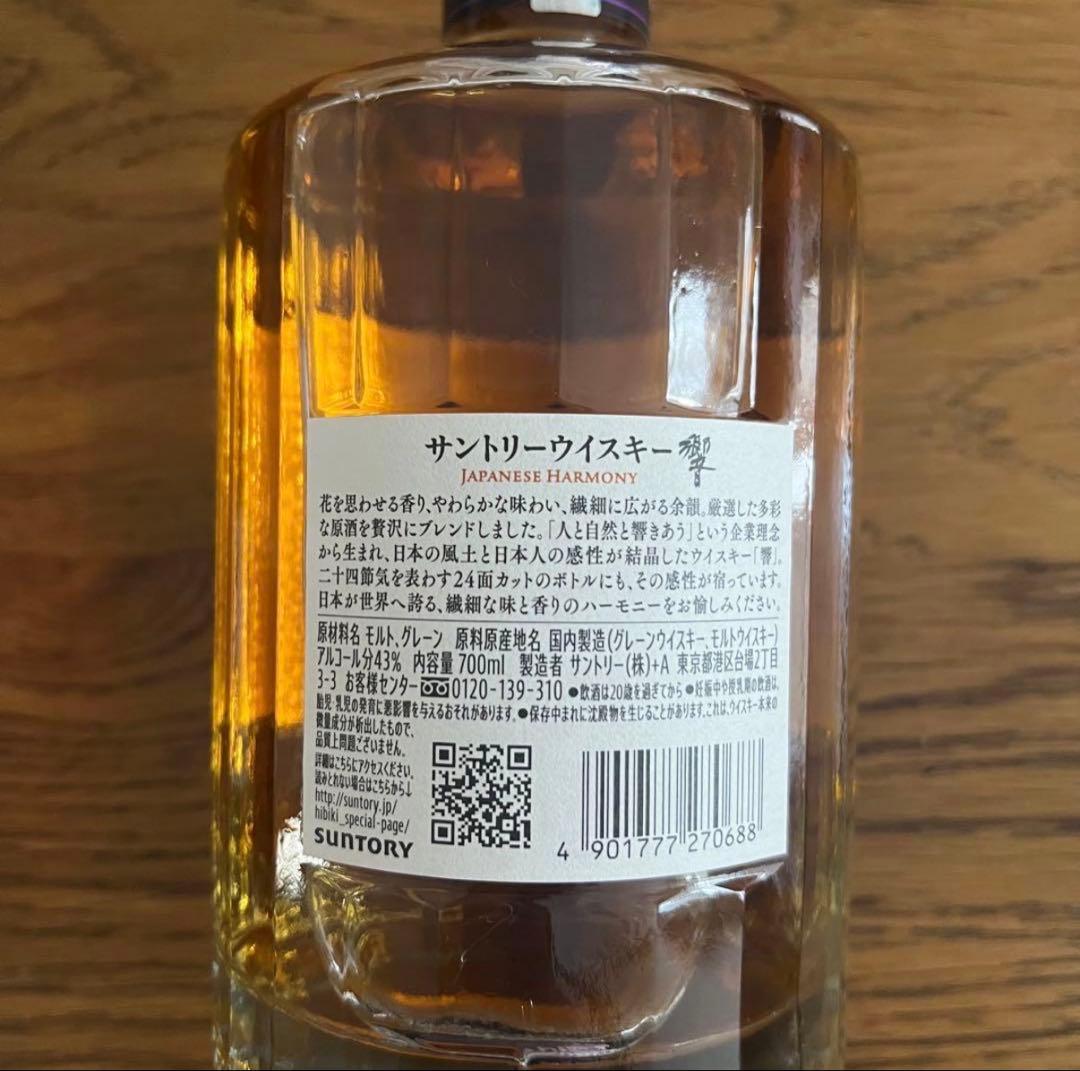 サントリーウイスキー響
JAPANESE HARMONY
花を思わせる香り、やわらかな味わい、繊細に広がる余韻。厳選した多彩
な原酒を贅沢にブレンドしました。「人と自然と響きあう」という企業理念
から生まれ、日本の風土と日本人の感性が結晶したウイスキー「響」。
二十四節気を表わす24面カットのボトルにも、その感性が宿っています。
日本が世界へ誇る、繊細な味と香りのハーモニーをお愉しみください。
原材料名 モルト、グレーン 原料原産地名 国内製造(グレーンウイスキー、モルトウイスキー)
アルコール分43% 内容量 700ml 製造者 サントリー(株)+A 東京都港区台場2丁目
3-3 お客様センター 0120-139-310 ●飲酒は20歳を過ぎてから ●妊娠中や授乳期の飲酒は、
胎児・乳児の発育に悪影響を与えるおそれがあります。●保存中まれに沈殿物を生じることがあります。これは、ウイスキー本来の
微量成分が析出したもので、
品質上問題ございません。
詳細はこちらにアクセスください。
読みとれない場合はこちらから↓
http://suntory.jp/
hibiki_special-page/
SUNTORY
4 901777 270688